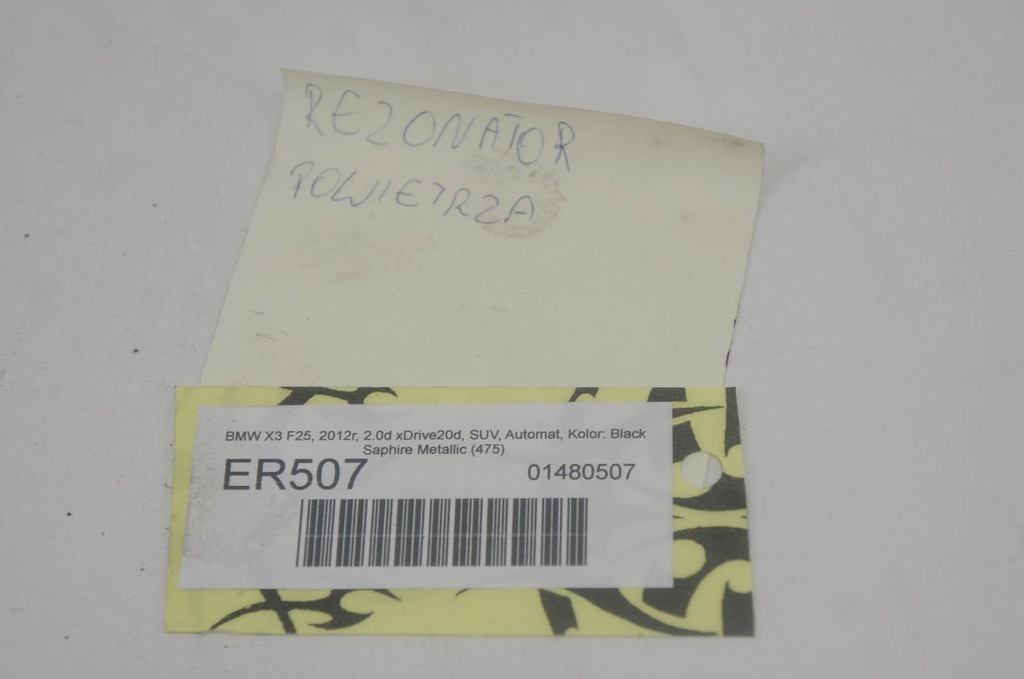 REZONATOR
POWIETRZA
BMW X3 F25, 2012r, 2.0d xDrive20d, SUV, Automat, Kolor: Black
Saphire Metallic (475)
ER507 01480507